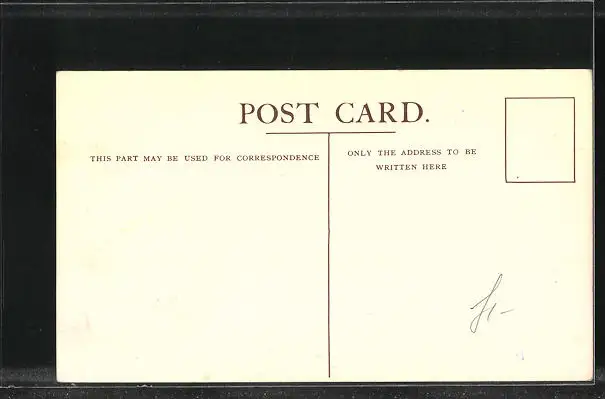 POST CARD.
THIS PART MAY BE USED FOR CORRESPONDENCE
ONLY THE ADDRESS TO BE
WRITTEN HERE